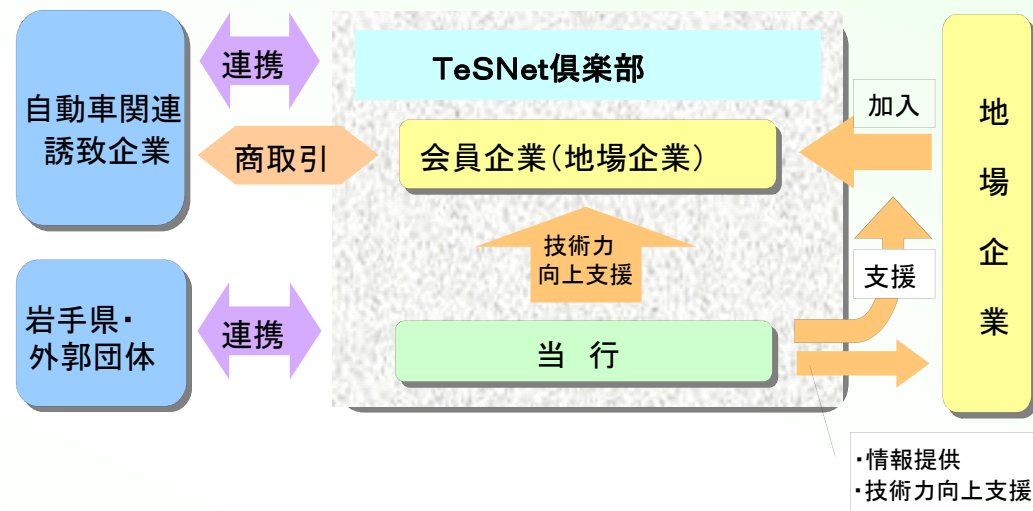 自動車関連
誘致企業
連携
商取引
TeSNet倶楽部
会員企業(地場企業)
加入
地場企業
技術力
向上支援
支援
岩手県・
外郭団体
連携
当 行
・情報提供
・技術力向上支援